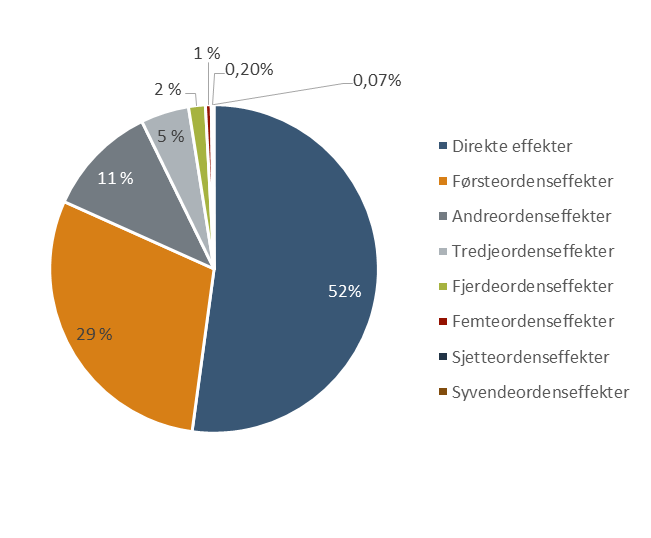 1 %
0,20%
0,07%
2 %
5 %
11 %
52%
29 %
Direkte effekter
Førsteordenseffekter
Andreordenseffekter
Tredjeordenseffekter
Fjerdeordenseffekter
Femteordenseffekter
Sjetteordenseffekter
Syvendeordenseffekter